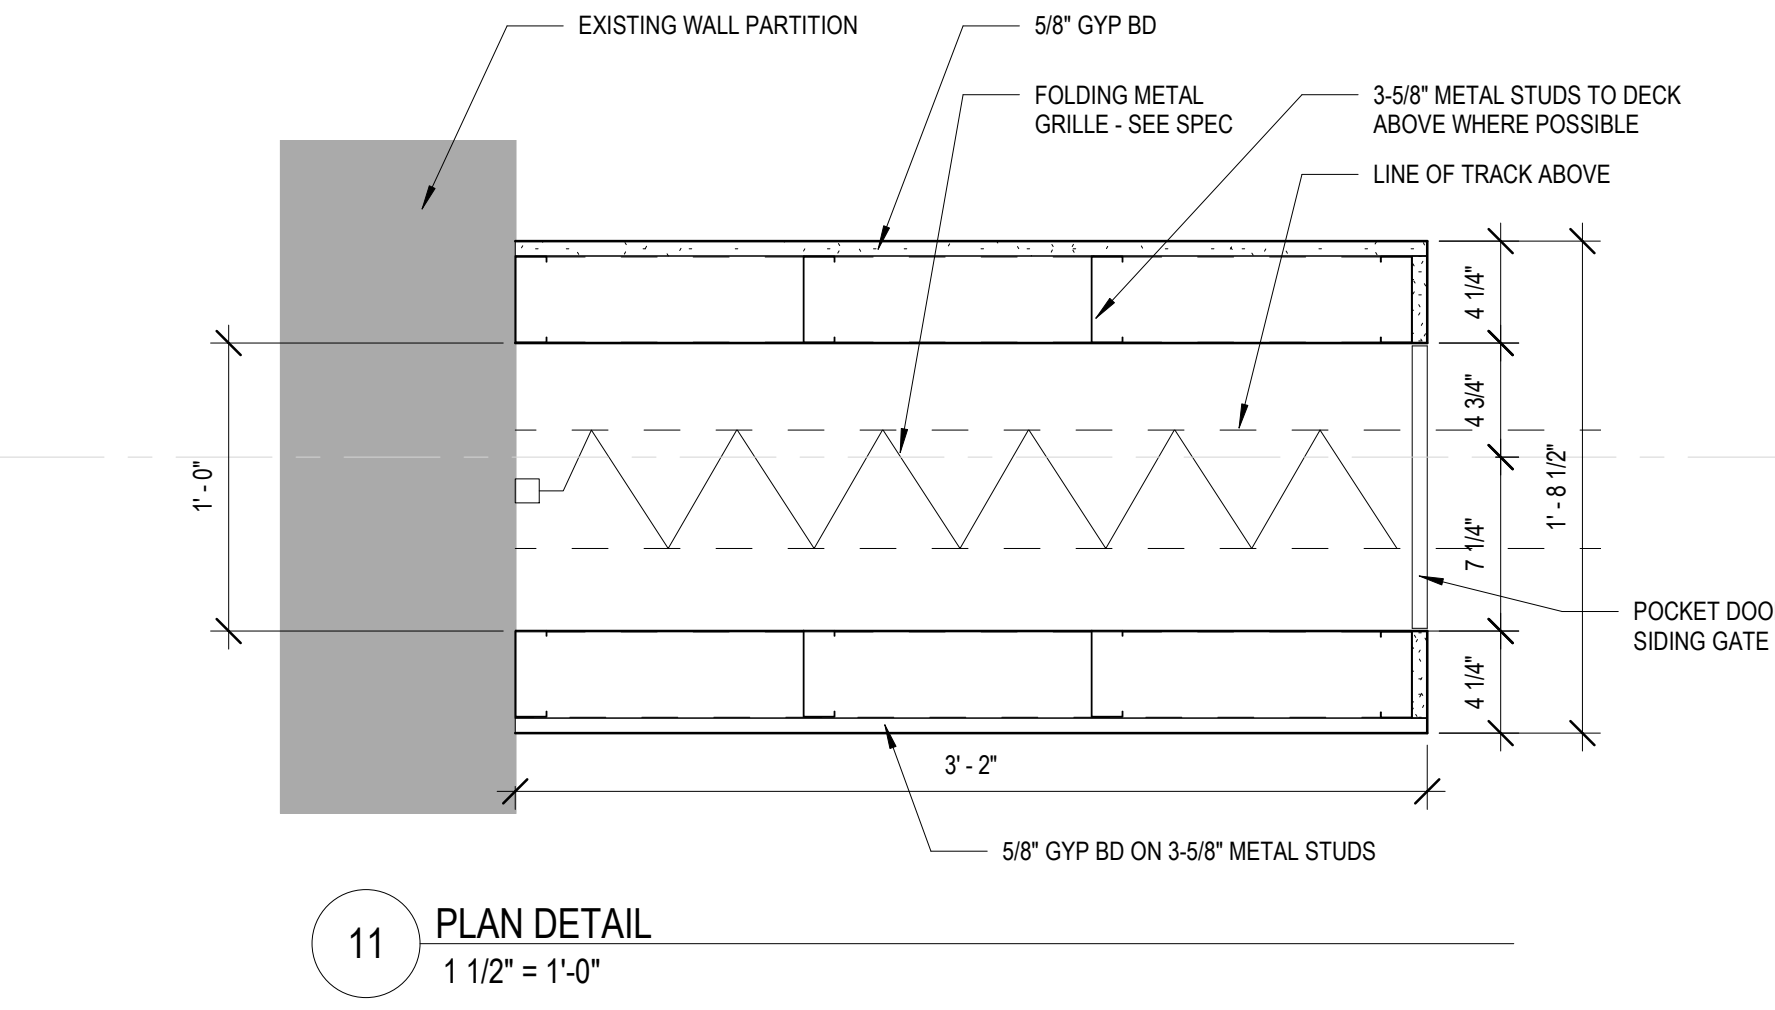 EXISTING WALL PARTITION
5/8" GYP BD
FOLDING METAL
GRILLE - SEE SPEC
3-5/8" METAL STUDS TO DECK
ABOVE WHERE POSSIBLE
LINE OF TRACK ABOVE
4 1/4"
4 3/4"
1' - 0"
1' - 8 1/2"
7 1/4"
POCKET DOO
SIDING GATE
4 1/4"
3' - 2"
5/8" GYP BD ON 3-5/8" METAL STUDS
11
PLAN DETAIL
1 1/2" = 1'-0"